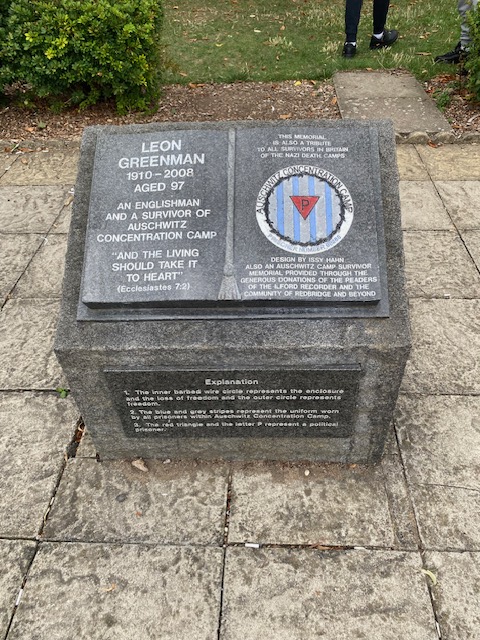 LEON
GREENMAN
1910-2008
AGED 97
AN ENGLISHMAN
AND A SURVIVOR OF
AUSCHWITZ
CONCENTRATION CAMP
"AND THE LIVING
SHOULD TAKE IT
TO HEART"
(Ecclesiastes 7:2)
THIS MEMORIAL
IS ALSO A TRIBUTE
TO ALL SURVIVORS IN BRITAIN
OF THE NAZI DEATH CAMPS
AUSCHWITZ CONCENTRATION CAMP
P
DESIGN BY ISSY HAHN
ALSO AN AUSCHWITZ CAMP SURVIVOR
MEMORIAL PROVIDED THROUGH THE
GENEROUS DONATIONS OF THE READERS
OF THE ILFORD RECORDER AND THE
COMMUNITY OF REDBRIDGE AND BEYOND
Explanation
1. The inner barbed wire circle represents the enclosure
and the loss of freedom and the outer circle represents
freedom.
2. The blue and grey stripes represent the uniform worn
by all prisoners within Auschwitz Concentration Camp.
3. The red triangle and the letter P represent a political
prisoner.